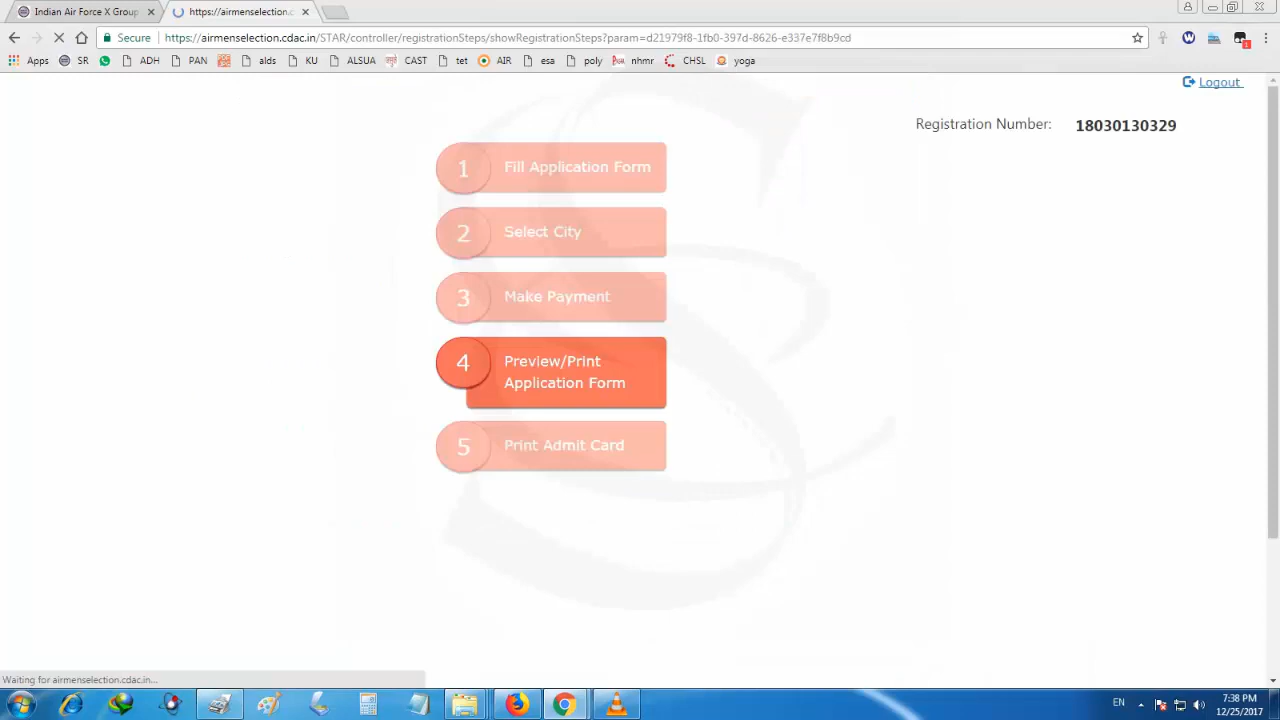 Indian Air Force X Group
https://airmenselection.c
Secure https://airmenselection.cdac.in/STAR/controller/registrationSteps/showRegistrationSteps?param=d21979f8-1fb0-397d-8626-e337e7f8b9cd
Apps SR ADH PAN alds KU ALSUA CAST tet AIR esa poly nhmr CHSL yoga
Logout
Registration Number: 18030130329
1 Fill Application Form
2 Select City
3 Make Payment
4 Preview/Print
Application Form
5 Print Admit Card
Waiting for airmenselection.cdac.in...
EN
7:38 PM
12/25/2017